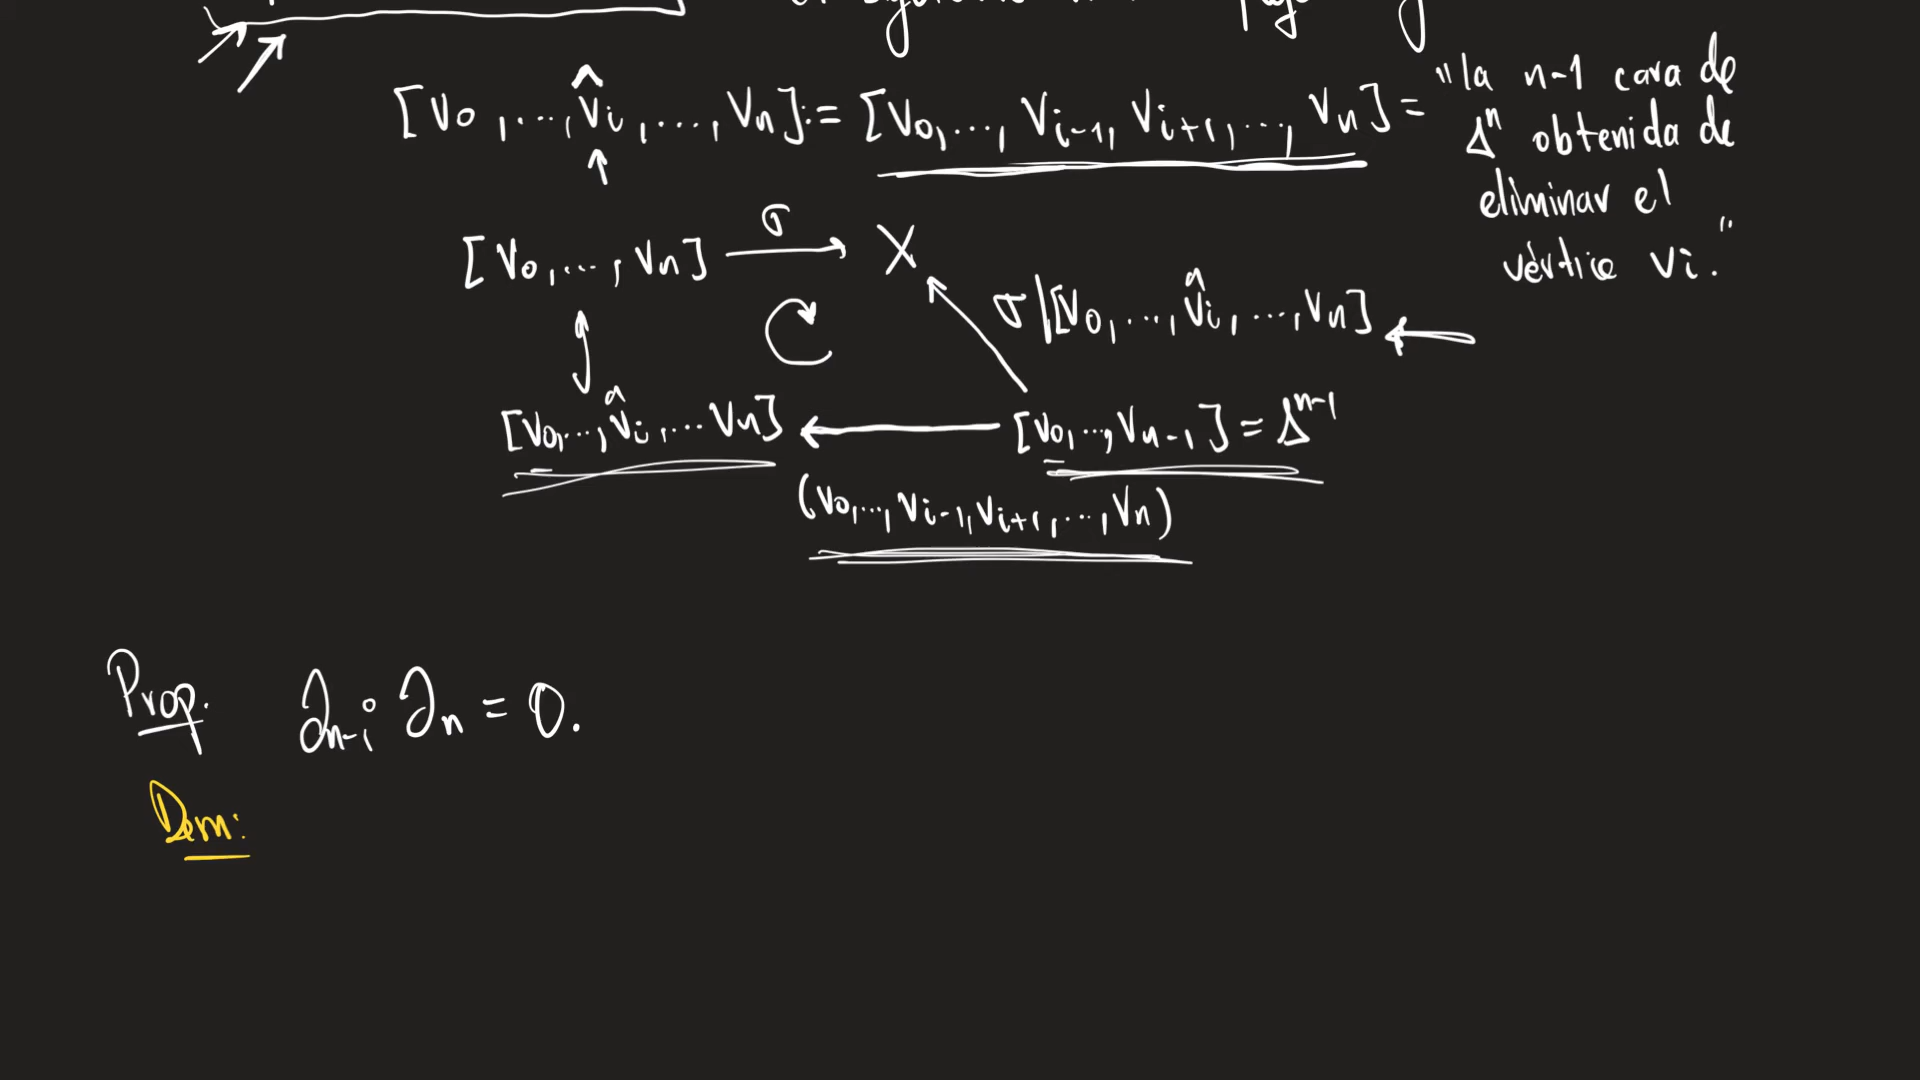 [v₀,...,v̂ᵢ,...,vₙ]:= [v₀,..., vᵢ₋₁, vᵢ₊₁,..., vₙ] = "la n-1 cara de
Δⁿ obtenida de
eliminar el
vértice vi."
[v₀,...,vₙ] σ X
σ|[v₀,...,v̂ᵢ,...,vₙ]
[v₀,...,v̂ᵢ,...vₙ] [v₀,...,vₙ₋₁] = Δⁿ⁻¹
(v₀,...,vᵢ₋₁,vᵢ₊₁,...,vₙ)
Prop. ∂ₙ₋₁∘∂ₙ = 0.
Dem: